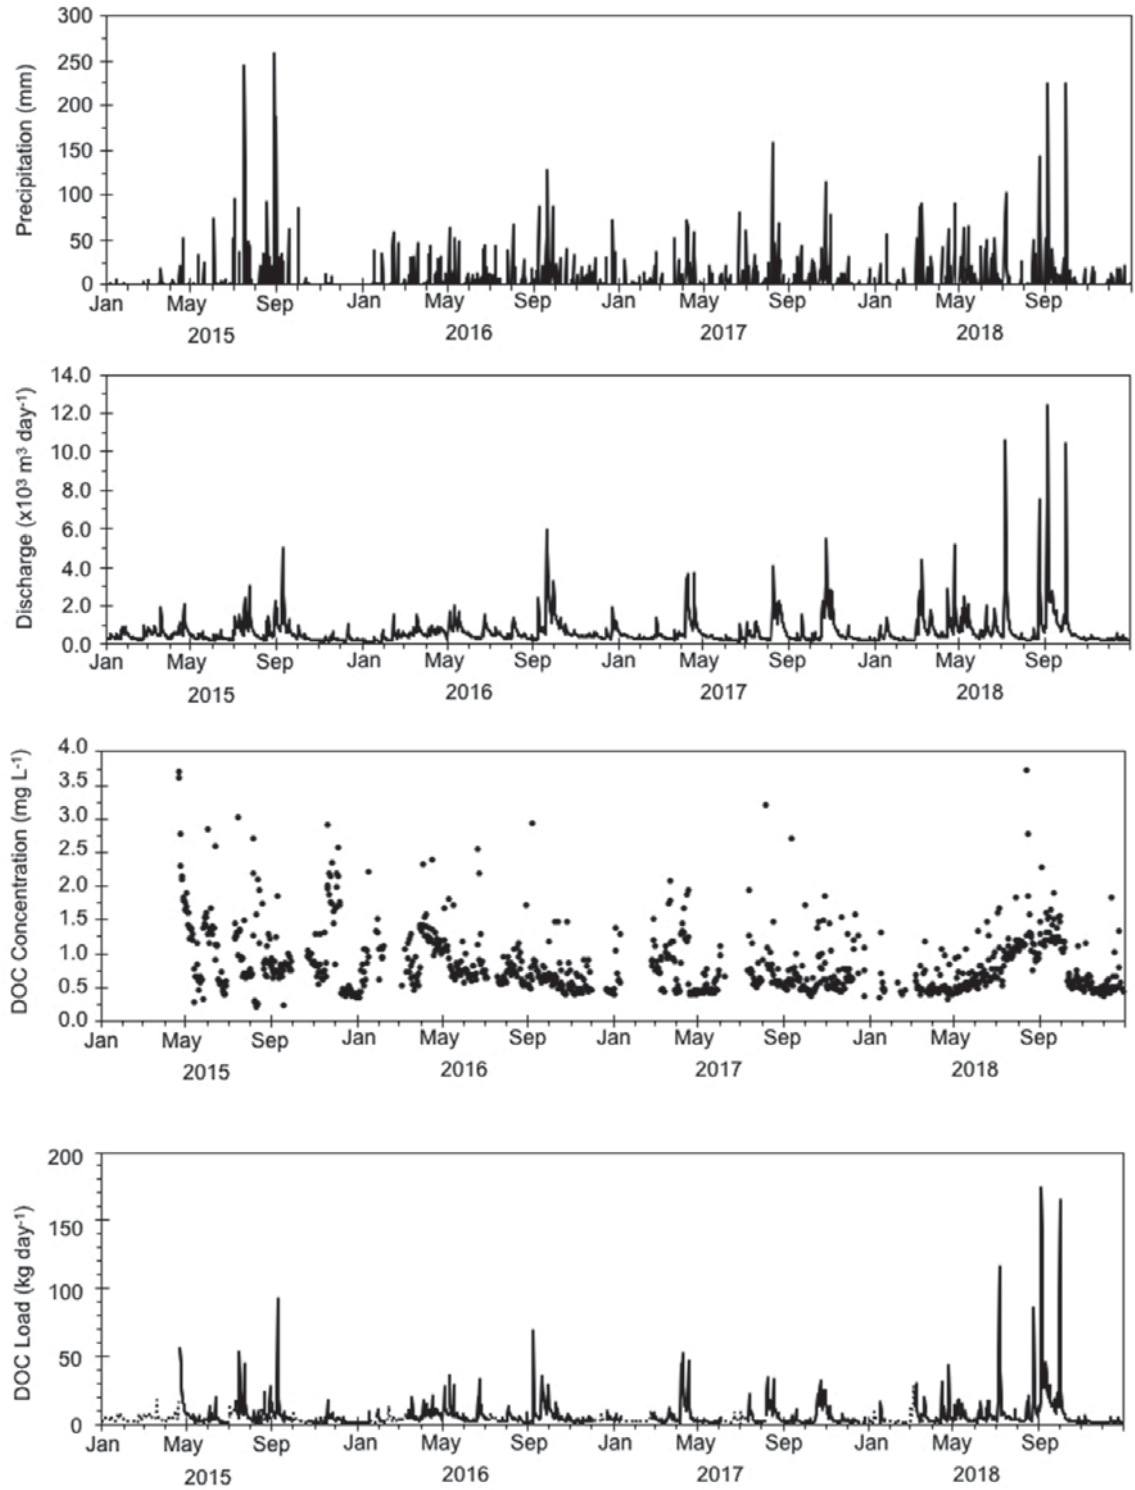 Precipitation (mm)
300
250
200
150
100
50
0
Jan May Sep Jan May Sep Jan May Sep Jan May Sep
2015 2016 2017 2018
Discharge (x10³ m³ day⁻¹)
14.0
12.0
10.0
8.0
6.0
4.0
2.0
0.0
Jan May Sep Jan May Sep Jan May Sep Jan May Sep
2015 2016 2017 2018
DOC Concentration (mg L⁻¹)
4.0
3.5
3.0
2.5
2.0
1.5
1.0
0.5
0.0
Jan May Sep Jan May Sep Jan May Sep Jan May Sep
2015 2016 2017 2018
DOC Load (kg day⁻¹)
200
150
100
50
0
Jan May Sep Jan May Sep Jan May Sep Jan May Sep
2015 2016 2017 2018